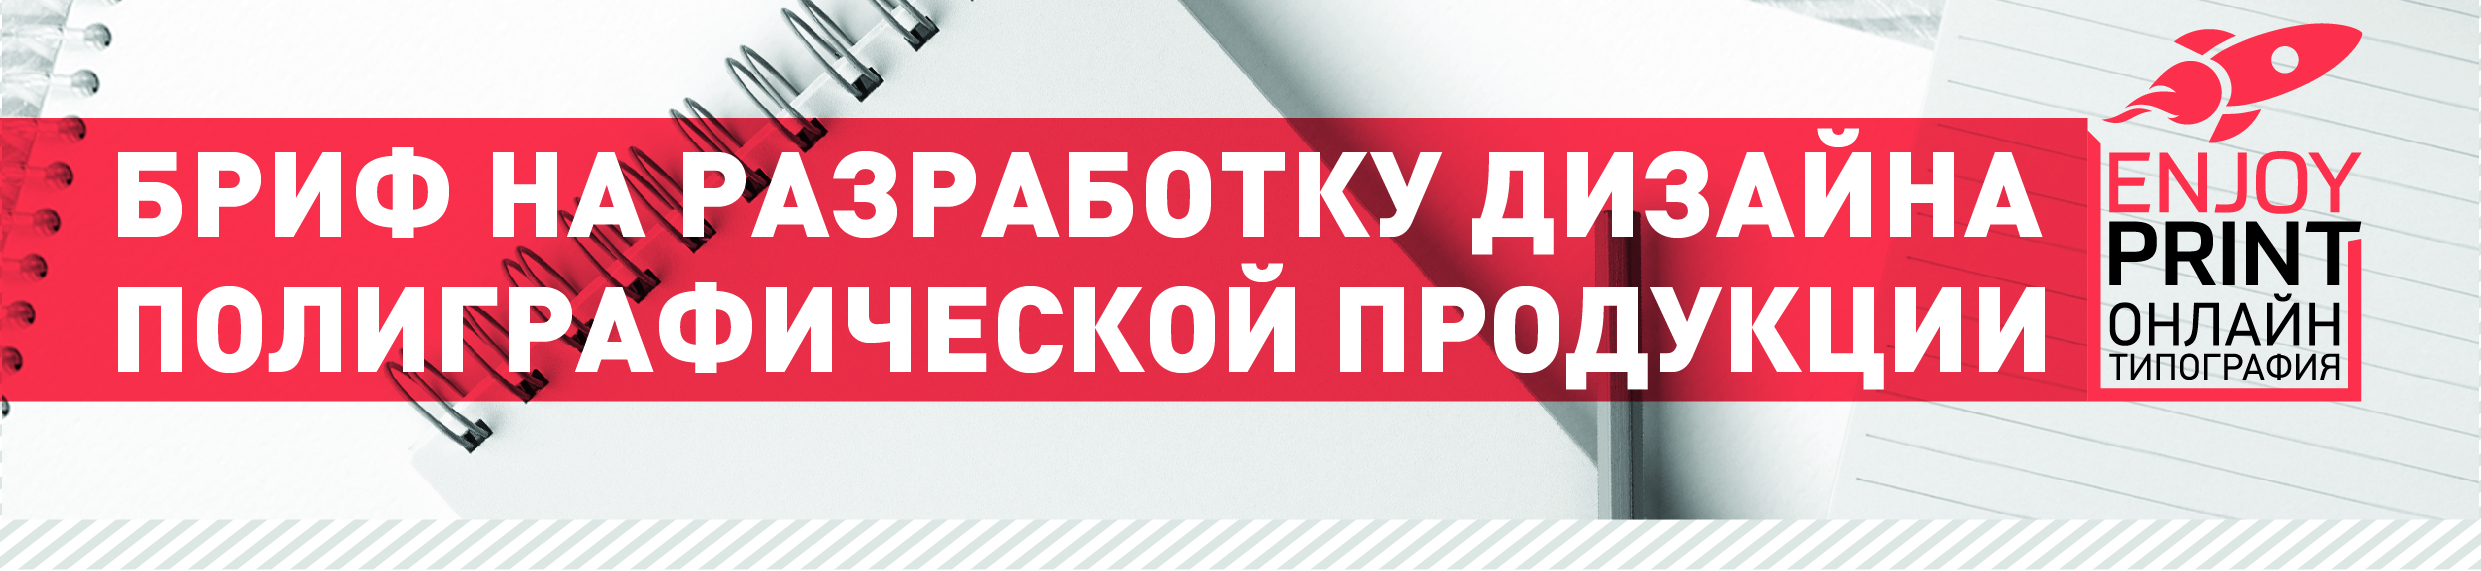 БРИФ НА РАЗРАБОТКУ ДИЗАЙНА
ПОЛИГРАФИЧЕСКОЙ ПРОДУКЦИИ
ENJOY
PRINT
ОНЛАЙН
ТИПОГРАФИЯ